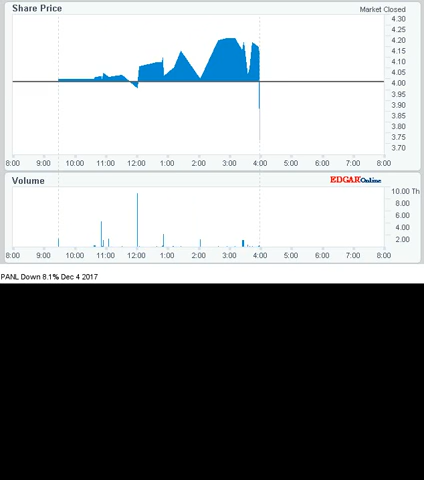 Share Price
Market Closed
4.30
4.25
4.20
4.15
4.10
4.05
4.00
3.95
3.90
3.85
3.80
3.75
3.70
8:00 9:00 10:00 11:00 12:00 1:00 2:00 3:00 4:00 5:00 6:00 7:00 8:00
Volume
EDGAR Online
10.00 Th
8.00
6.00
4.00
2.00
8:00 9:00 10:00 11:00 12:00 1:00 2:00 3:00 4:00 5:00 6:00 7:00 8:00
PANL Down 8.1% Dec 4 2017